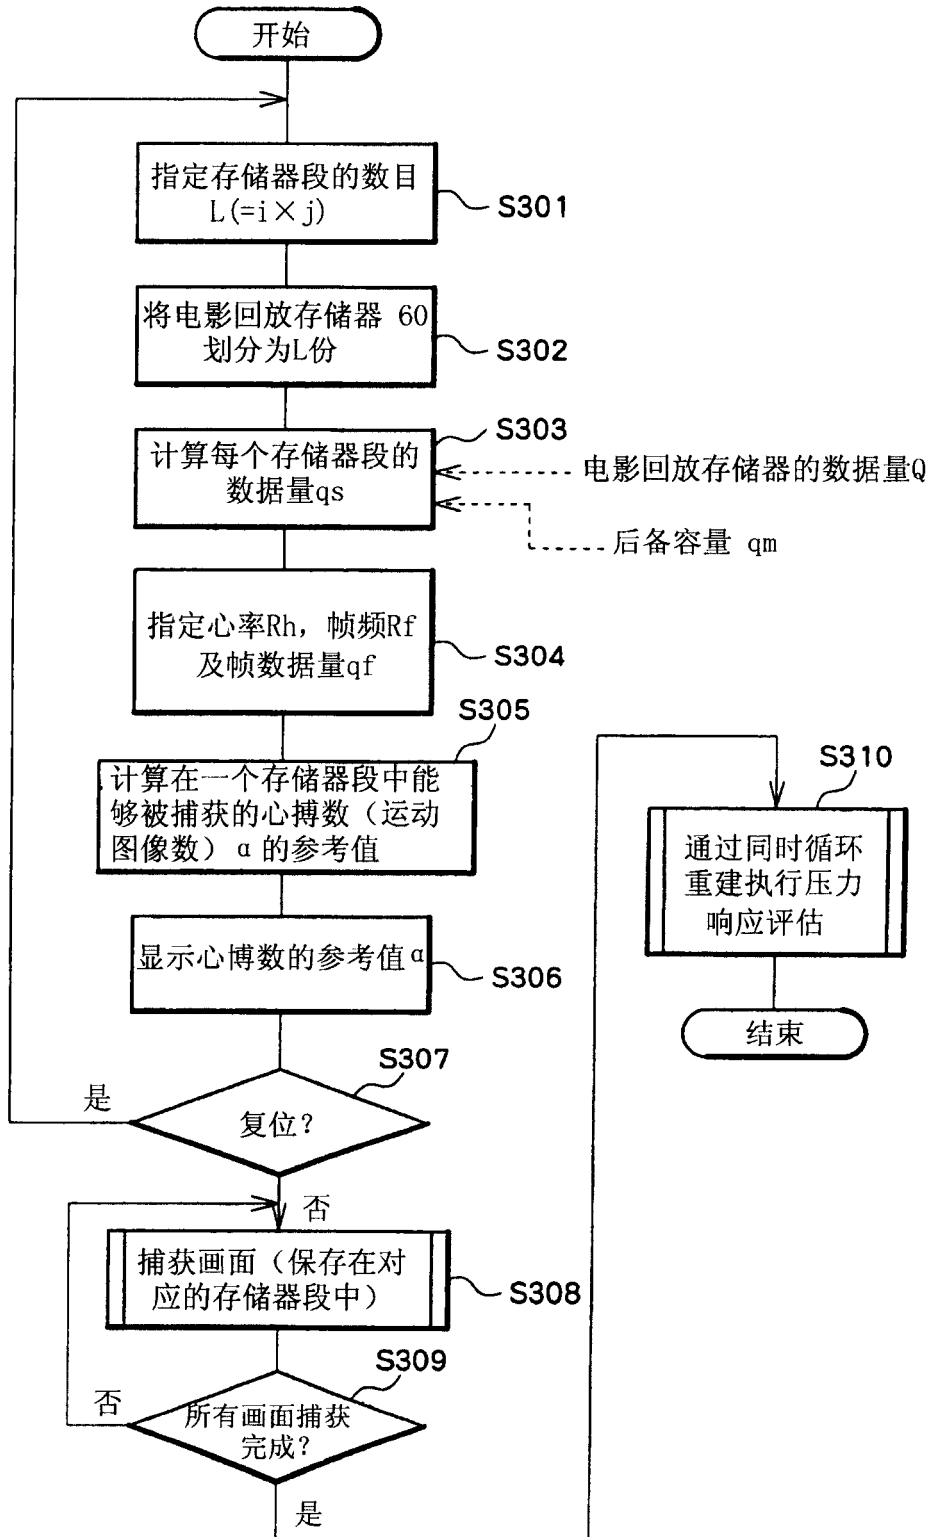 开始
指定存储器段的数目
L(=i×j)
S301
将电影回放存储器 60
划分为L份
S302
S303
计算每个存储器段的
数据量qs
电影回放存储器的数据量Q
后备容量 qm
指定心率Rh，帧频Rf
及帧数据量qf
S304
S305
计算在一个存储器段中能
够被捕获的心搏数（运动
图像数）α 的参考值
显示心博数的参考值α
S306
S307
是
复位？
否
捕获画面（保存在对
应的存储器段中）
S308
S309
否
所有画面捕获
完成？
是
S310
通过同时循环
重建执行压力
响应评估
结束